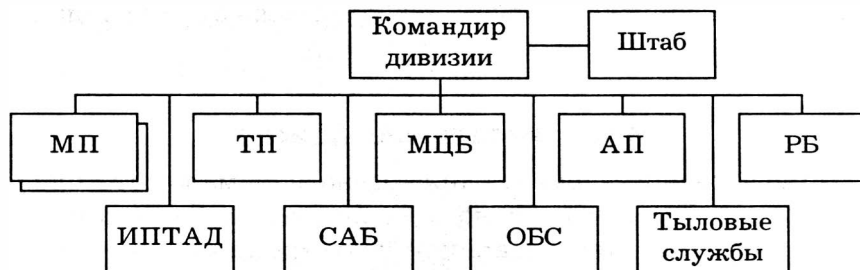 Командир
дивизии
Штаб
МП
ТП
МЦБ
АП
РБ
ИПТАД
САБ
ОБС
Тыловые
службы